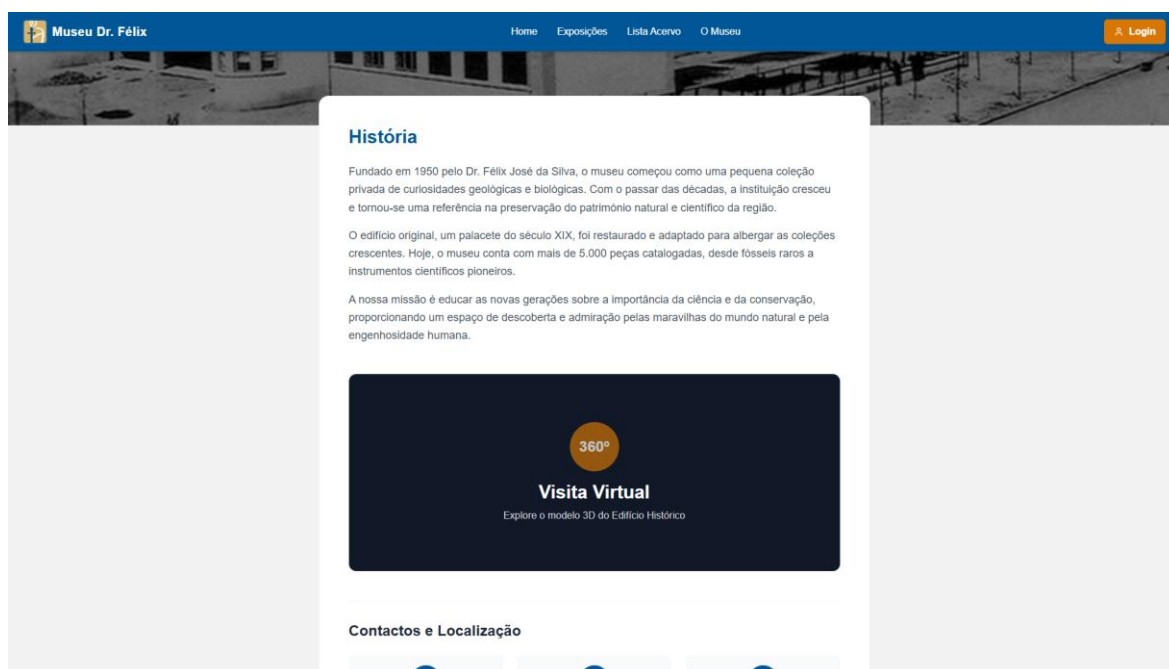 Museu Dr. Félix
Home Exposições Lista Acervo O Museu
Login
História
Fundado em 1950 pelo Dr. Félix José da Silva, o museu começou como uma pequena coleção
privada de curiosidades geológicas e biológicas. Com o passar das décadas, a instituição cresceu
e tornou-se uma referência na preservação do património natural e científico da região.
O edifício original, um palacete do século XIX, foi restaurado e adaptado para albergar as coleções
crescentes. Hoje, o museu conta com mais de 5.000 peças catalogadas, desde fósseis raros a
instrumentos científicos pioneiros.
A nossa missão é educar as novas gerações sobre a importância da ciência e da conservação,
proporcionando um espaço de descoberta e admiração pelas maravilhas do mundo natural e pela
engenhosidade humana.
360º
Visita Virtual
Explore o modelo 3D do Edifício Histórico
Contactos e Localização